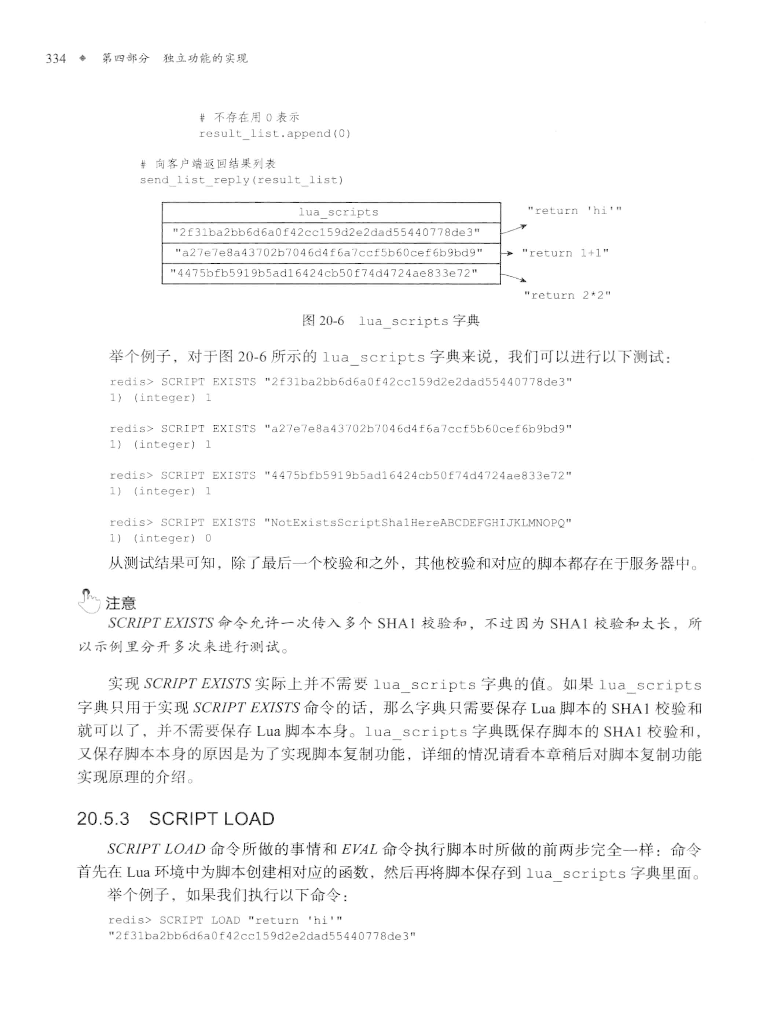 334 ◆ 第四部分 独立功能的实现
# 不存在用 0 表示
result_list.append(0)
# 向客户端返回结果列表
send_list_reply(result_list)
lua_scripts
"2f31ba2bb6d6a0f42cc159d2e2dad55440778de3"
"a27e7e8a43702b7046d4f6a7ccf5b60cef6b9bd9"
"4475bfb5919b5ad16424cb50f74d4724ae833e72"
"return 'hi'"
"return 1+1"
"return 2*2"
图 20-6 lua_scripts 字典
举个例子，对于图 20-6 所示的 lua_scripts 字典来说，我们可以进行以下测试：
redis> SCRIPT EXISTS "2f31ba2bb6d6a0f42cc159d2e2dad55440778de3"
1) (integer) 1
redis> SCRIPT EXISTS "a27e7e8a43702b7046d4f6a7ccf5b60cef6b9bd9"
1) (integer) 1
redis> SCRIPT EXISTS "4475bfb5919b5ad16424cb50f74d4724ae833e72"
1) (integer) 1
redis> SCRIPT EXISTS "NotExistsScriptSha1HereABCDEFGHIJKLMNOPQ"
1) (integer) 0
从测试结果可知，除了最后一个校验和之外，其他校验和对应的脚本都存在于服务器中。
注意
SCRIPT EXISTS 命令允许一次传入多个 SHA1 校验和，不过因为 SHA1 校验和太长，所
以示例里分开多次来进行测试。
实现 SCRIPT EXISTS 实际上并不需要 lua_scripts 字典的值。如果 lua_scripts
字典只用于实现 SCRIPT EXISTS 命令的话，那么字典只需要保存 Lua 脚本的 SHA1 校验和
就可以了，并不需要保存 Lua 脚本本身。lua_scripts 字典既保存脚本的 SHA1 校验和，
又保存脚本本身的原因是为了实现脚本复制功能，详细的情况请看本章稍后对脚本复制功能
实现原理的介绍。
20.5.3 SCRIPT LOAD
SCRIPT LOAD 命令所做的事情和 EVAL 命令执行脚本时所做的前两步完全一样：命令
首先在 Lua 环境中为脚本创建相对应的函数，然后再将脚本保存到 lua_scripts 字典里面。
举个例子，如果我们执行以下命令：
redis> SCRIPT LOAD "return 'hi'"
"2f31ba2bb6d6a0f42cc159d2e2dad55440778de3"